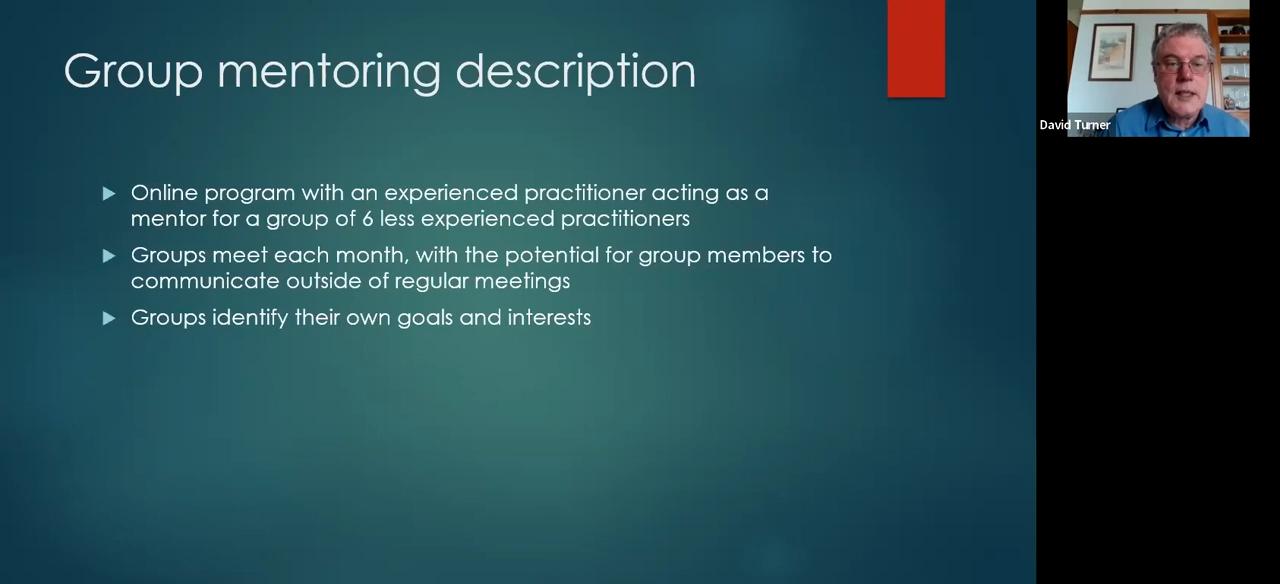 Group mentoring description
Online program with an experienced practitioner acting as a
mentor for a group of 6 less experienced practitioners
Groups meet each month, with the potential for group members to
communicate outside of regular meetings
Groups identify their own goals and interests
David Turner